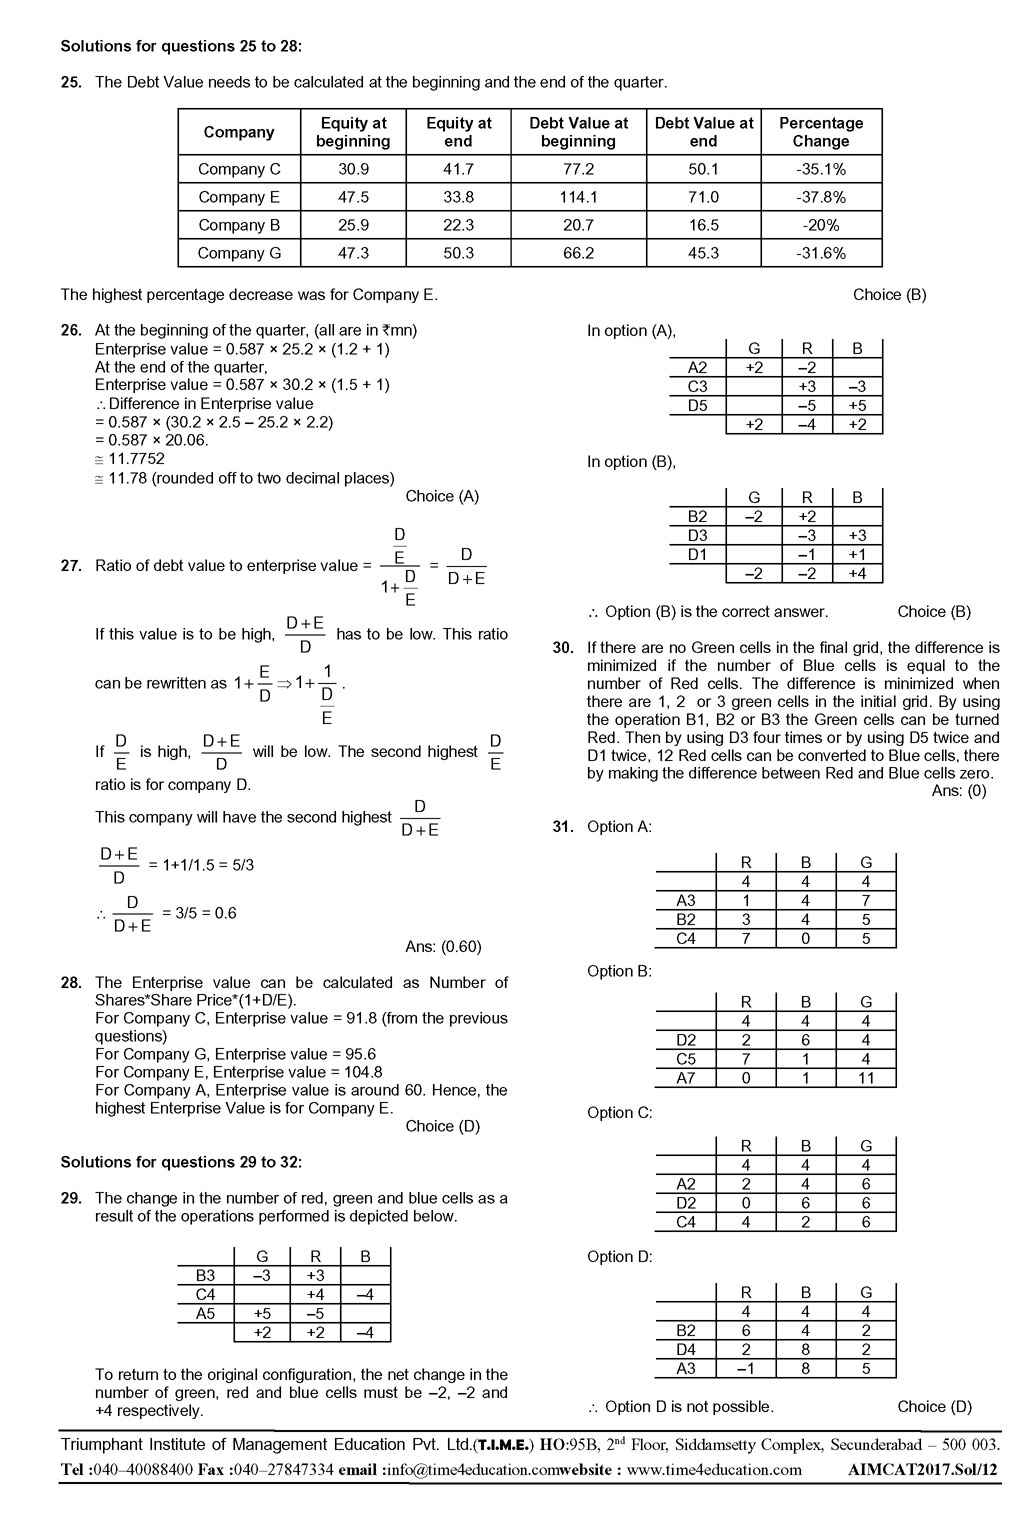 Solutions for questions 25 to 28:
25. The Debt Value needs to be calculated at the beginning and the end of the quarter.
Company | Equity at beginning | Equity at end | Debt Value at beginning | Debt Value at end | Percentage Change
Company C | 30.9 | 41.7 | 77.2 | 50.1 | -35.1%
Company E | 47.5 | 33.8 | 114.1 | 71.0 | -37.8%
Company B | 25.9 | 22.3 | 20.7 | 16.5 | -20%
Company G | 47.3 | 50.3 | 66.2 | 45.3 | -31.6%
The highest percentage decrease was for Company E. Choice (B)
26. At the beginning of the quarter, (all are in ₹mn)
Enterprise value = 0.587 × 25.2 × (1.2 + 1)
At the end of the quarter,
Enterprise value = 0.587 × 30.2 × (1.5 + 1)
∴ Difference in Enterprise value
= 0.587 × (30.2 × 2.5 – 25.2 × 2.2)
= 0.587 × 20.06.
≅ 11.7752
≅ 11.78 (rounded off to two decimal places)
Choice (A)
27. Ratio of debt value to enterprise value = (D/E)/(1+D/E) = D/(D+E)
If this value is to be high, (D+E)/D has to be low. This ratio
can be rewritten as 1+E/D ⇒ 1+1/(D/E) .
If D/E is high, (D+E)/D will be low. The second highest D/E
ratio is for company D.
This company will have the second highest D/(D+E)
(D+E)/D = 1+1/1.5 = 5/3
∴ D/(D+E) = 3/5 = 0.6
Ans: (0.60)
28. The Enterprise value can be calculated as Number of
Shares*Share Price*(1+D/E).
For Company C, Enterprise value = 91.8 (from the previous
questions)
For Company G, Enterprise value = 95.6
For Company E, Enterprise value = 104.8
For Company A, Enterprise value is around 60. Hence, the
highest Enterprise Value is for Company E.
Choice (D)
Solutions for questions 29 to 32:
29. The change in the number of red, green and blue cells as a
result of the operations performed is depicted below.
G | R | B
B3 | –3 | +3
C4 | | +4 | –4
A5 | +5 | –5
+2 | +2 | –4
To return to the original configuration, the net change in the
number of green, red and blue cells must be –2, –2 and
+4 respectively.
In option (A),
G | R | B
A2 | +2 | –2
C3 | | +3 | –3
D5 | | –5 | +5
+2 | –4 | +2
In option (B),
G | R | B
B2 | –2 | +2
D3 | | –3 | +3
D1 | | –1 | +1
–2 | –2 | +4
∴ Option (B) is the correct answer. Choice (B)
30. If there are no Green cells in the final grid, the difference is
minimized if the number of Blue cells is equal to the
number of Red cells. The difference is minimized when
there are 1, 2 or 3 green cells in the initial grid. By using
the operation B1, B2 or B3 the Green cells can be turned
Red. Then by using D3 four times or by using D5 twice and
D1 twice, 12 Red cells can be converted to Blue cells, there
by making the difference between Red and Blue cells zero.
Ans: (0)
31. Option A:
R | B | G
4 | 4 | 4
A3 | 1 | 4 | 7
B2 | 3 | 4 | 5
C4 | 7 | 0 | 5
Option B:
R | B | G
4 | 4 | 4
D2 | 2 | 6 | 4
C5 | 7 | 1 | 4
A7 | 0 | 1 | 11
Option C:
R | B | G
4 | 4 | 4
A2 | 2 | 4 | 6
D2 | 0 | 6 | 6
C4 | 4 | 2 | 6
Option D:
R | B | G
4 | 4 | 4
B2 | 6 | 4 | 2
D4 | 2 | 8 | 2
A3 | –1 | 8 | 5
∴ Option D is not possible. Choice (D)
Triumphant Institute of Management Education Pvt. Ltd.(T.I.M.E.) HO:95B, 2nd Floor, Siddamsetty Complex, Secunderabad – 500 003.
Tel :040–40088400 Fax :040–27847334 email :info@time4education.comwebsite : www.time4education.com AIMCAT2017.Sol/12